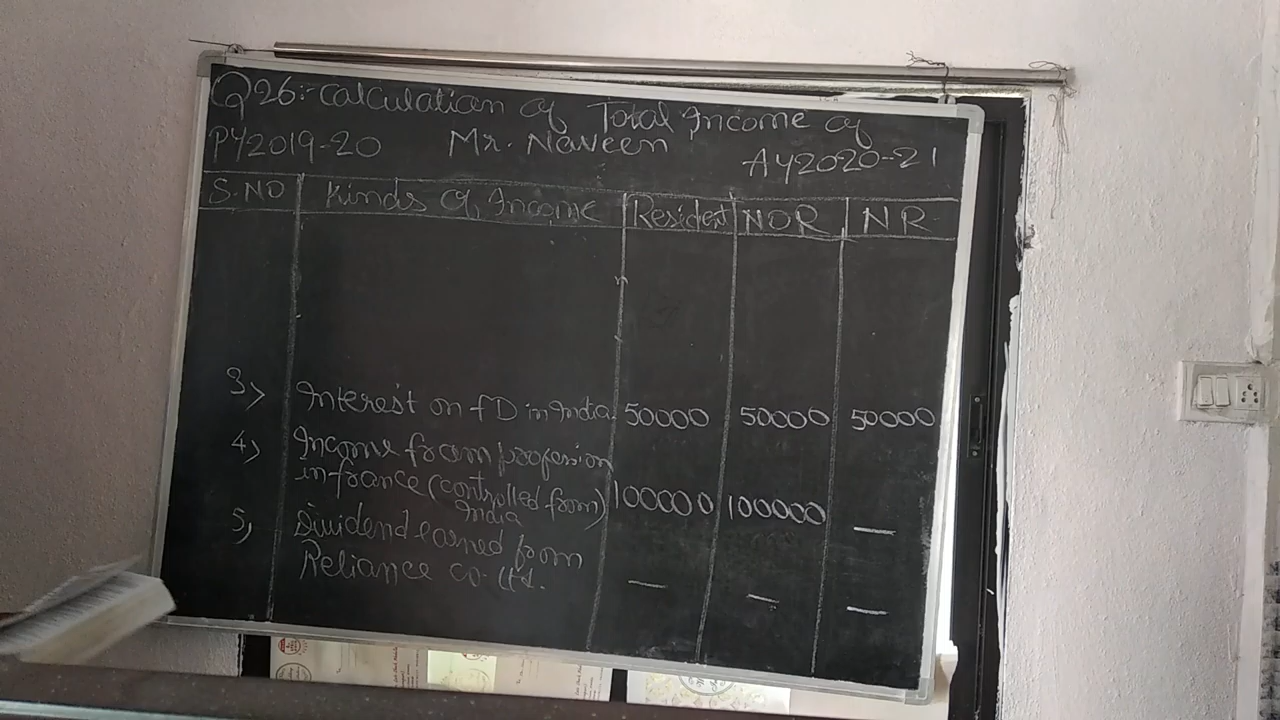 Q26:- Calculation of Total Income of
PY2019-20 Mr. Naveen AY2020-21
S.NO Kinds of Income Resident NOR NR
3> Interest on FD in India 50000 50000 50000
4> Income from profession
in france (controlled from) 100000 100000 —
India
5, Dividend earned from
Reliance co. Ltd. — — —